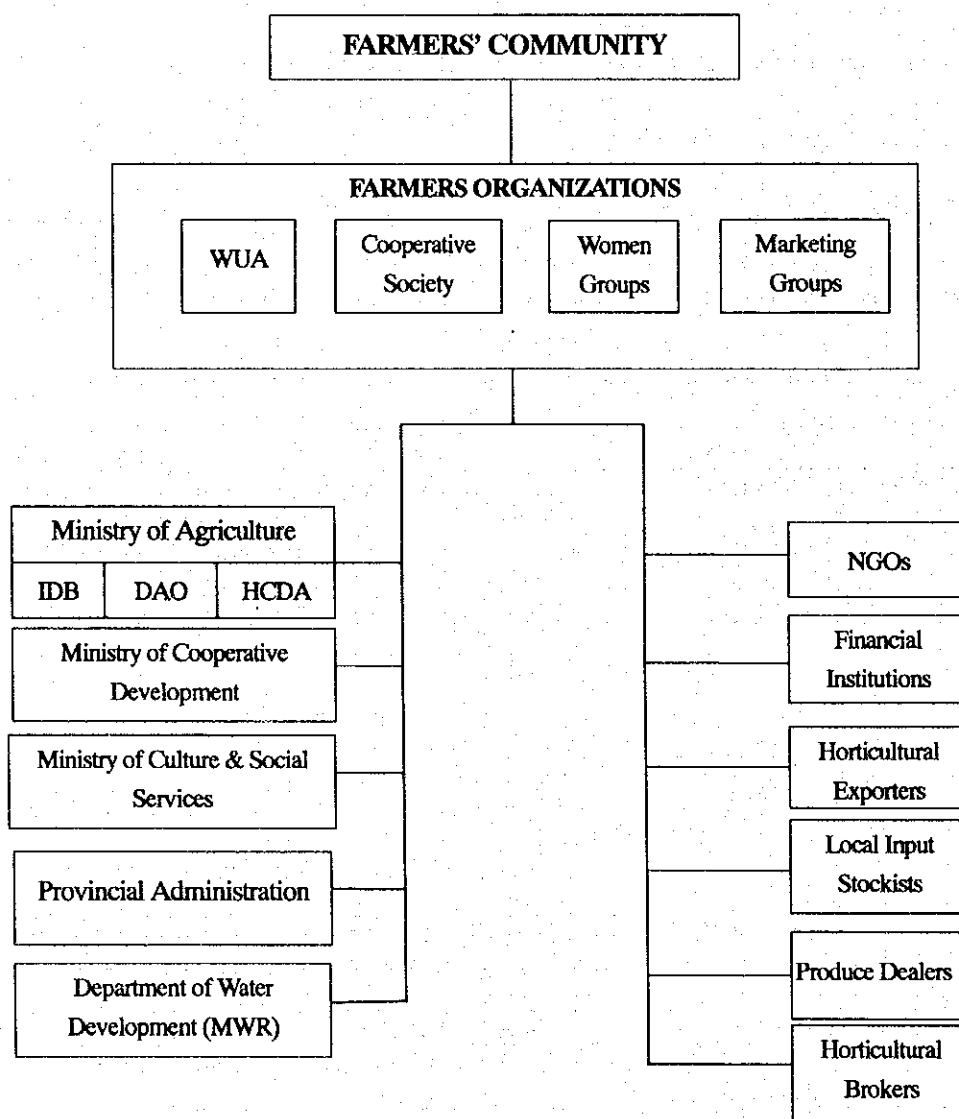 FARMERS' COMMUNITY
FARMERS ORGANIZATIONS
WUA
Cooperative
Society
Women
Groups
Marketing
Groups
Ministry of Agriculture
IDB DAO HCDA
Ministry of Cooperative
Development
Ministry of Culture & Social
Services
Provincial Administration
Department of Water
Development (MWR)
NGOs
Financial
Institutions
Horticultural
Exporters
Local Input
Stockists
Produce Dealers
Horticultural
Brokers